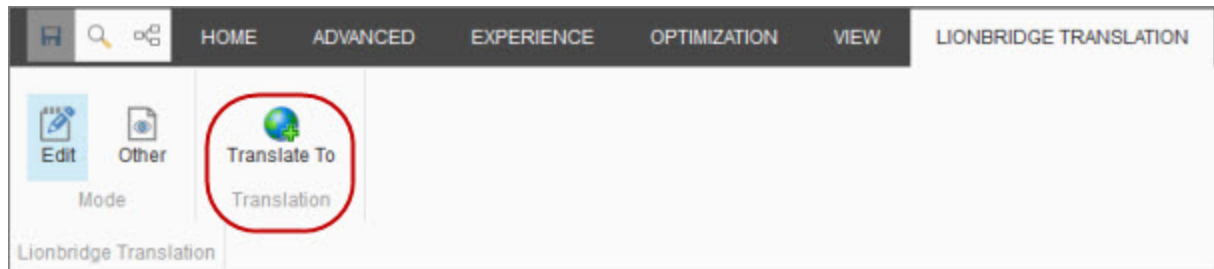 HOME ADVANCED EXPERIENCE OPTIMIZATION VIEW LIONBRIDGE TRANSLATION
Edit Other Translate To
Mode Translation
Lionbridge Translation